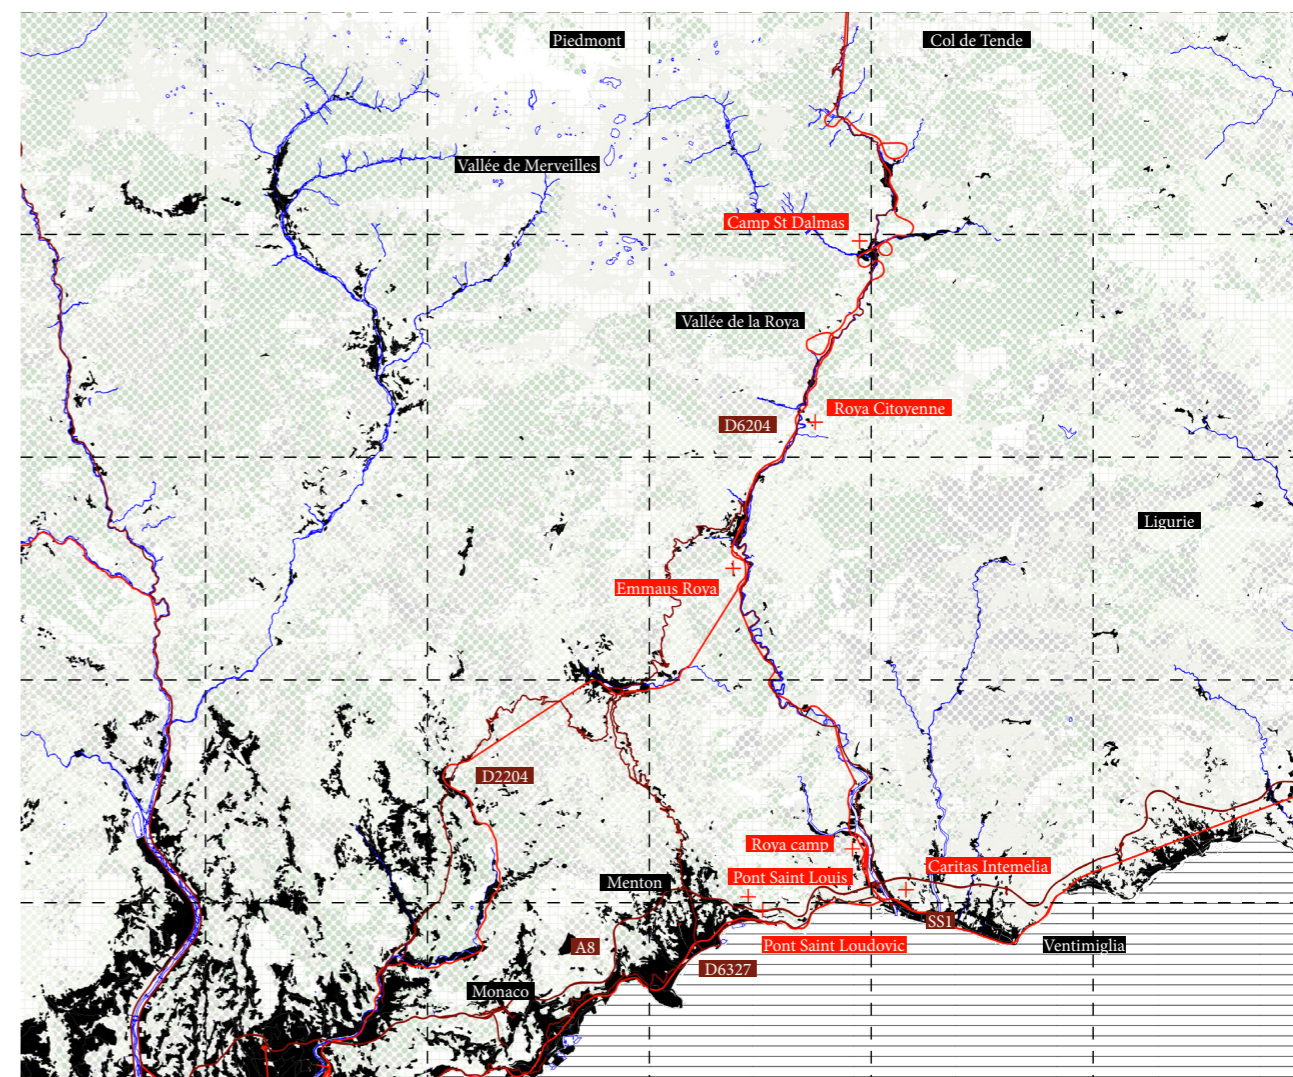 Piedmont
Col de Tende
Vallée de Merveilles
Camp St Dalmas
Vallée de la Roya
Roya Citoyenne
D6204
Ligurie
Emmaus Roya
D2204
Roya camp
Caritas Intemelia
Pont Saint Louis
Menton
SS1
A8
Pont Saint Loudovic
Ventimiglia
D6327
Monaco